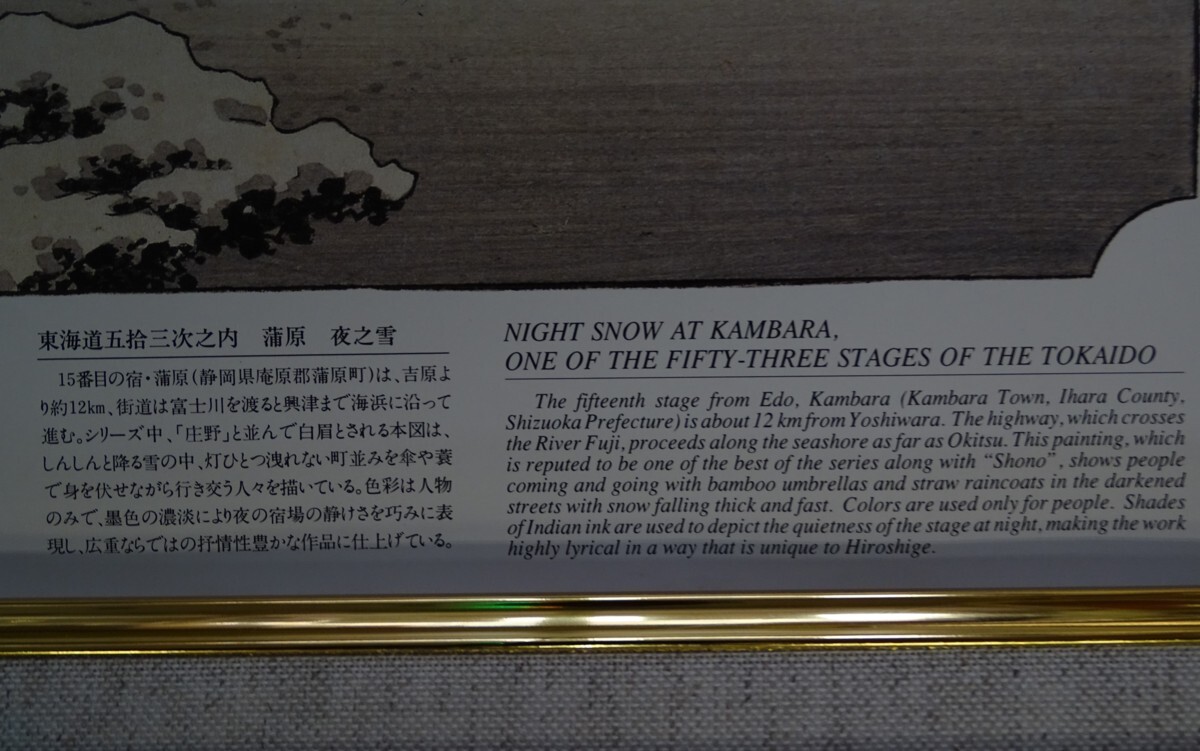 東海道五拾三次之内　蒲原　夜之雪
15番目の宿・蒲原(静岡県庵原郡蒲原町)は、吉原よ
り約12km、街道は富士川を渡ると興津まで海浜に沿って
進む。シリーズ中、「庄野」と並んで白眉とされる本図は、
しんしんと降る雪の中、灯ひとつ洩れない町並みを傘や蓑
で身を伏せながら行き交う人々を描いている。色彩は人物
のみで、墨色の濃淡により夜の宿場の静けさを巧みに表
現し、広重ならではの抒情性豊かな作品に仕上げている。
NIGHT SNOW AT KAMBARA,
ONE OF THE FIFTY-THREE STAGES OF THE TOKAIDO
The fifteenth stage from Edo, Kambara (Kambara Town, Ihara County,
Shizuoka Prefecture) is about 12 km from Yoshiwara. The highway, which crosses
the River Fuji, proceeds along the seashore as far as Okitsu. This painting, which
is reputed to be one of the best of the series along with “Shono”, shows people
coming and going with bamboo umbrellas and straw raincoats in the darkened
streets with snow falling thick and fast. Colors are used only for people. Shades
of Indian ink are used to depict the quietness of the stage at night, making the work
highly lyrical in a way that is unique to Hiroshige.